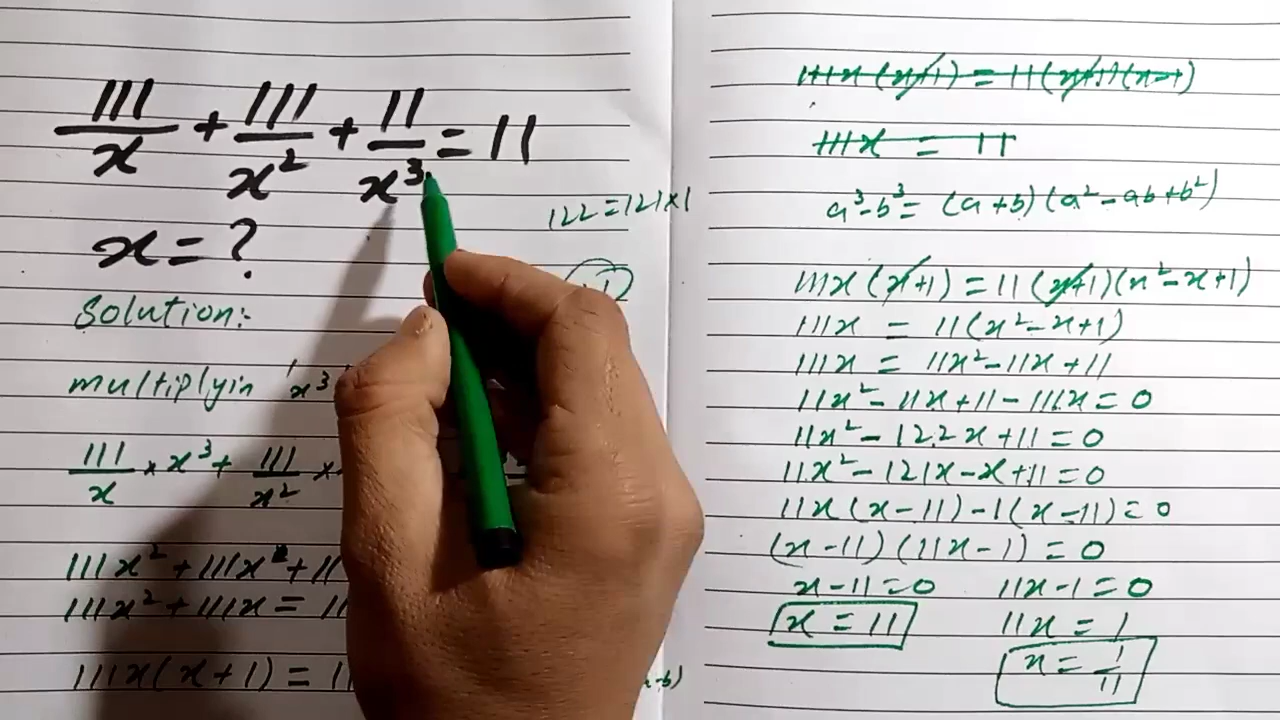 111/x + 111/x² + 11/x³ = 11
x = ?
122 = 121×1
Solution:-
multiplyin 'x³
111/x × x³ + 111/x² ×
111x² + 111x + 11
111x² + 111x = 11
111x(x+1) = 11
111x (x+1) = 11(x+1)(x-1)
111x = 11
a³-b³= (a+b)(a²-ab+b²)
111x (x+1) = 11(x+1)(x²-x+1)
111x = 11(x²-x+1)
111x = 11x²-11x+11
11x²-11x+11-111x = 0
11x²-122x+11=0
11x²-121x-x+11=0
11x(x-11)-1(x-11)=0
(x-11)(11x-1)=0
x-11=0 11x-1=0
x = 11 11x = 1
x = 1/11